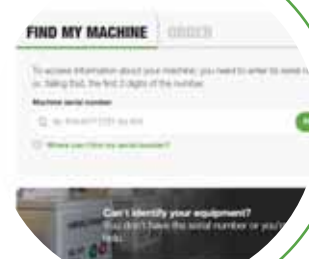 FIND MY MACHINE ORDER
To access information about your machine, you need to enter its serial
or, failing that, the first 3 digits of the number.
Machine serial number
Where can I find my serial number?
Can't identify your equipment?
You don't have the serial number or you're